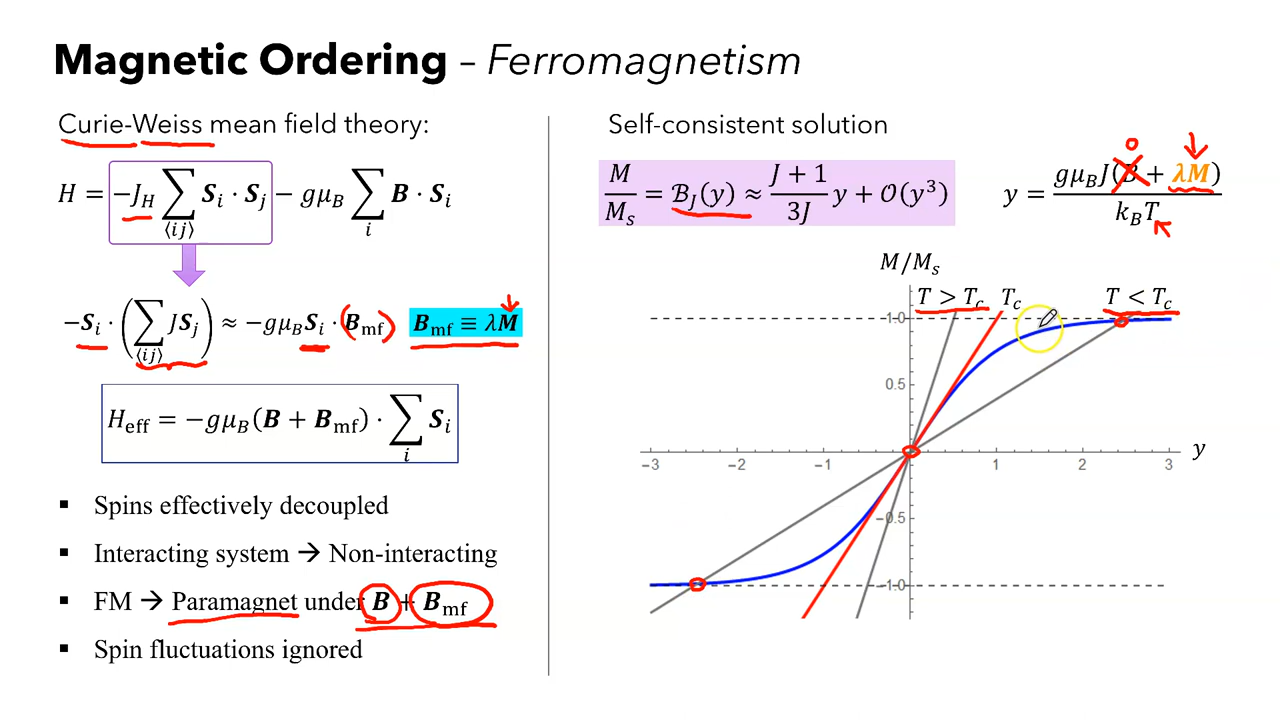 Magnetic Ordering – Ferromagnetism
Curie-Weiss mean field theory:
H = −J_H ∑_⟨ij⟩ S_i · S_j − gμ_B ∑_i B · S_i
−S_i · (∑_⟨ij⟩ JS_j) ≈ −gμ_B S_i · (B_mf) B_mf ≡ λM
H_eff = −gμ_B(B + B_mf) · ∑_i S_i
▪ Spins effectively decoupled
▪ Interacting system → Non-interacting
▪ FM → Paramagnet under B + B_mf
▪ Spin fluctuations ignored
Self-consistent solution
M/M_s = ℬ_J(y) ≈ (J + 1)/(3J) y + 𝒪(y³)
0
y = gμ_B J(B + λM)/(k_B T)
M/M_s
T > T_c T_c T < T_c
1.0
0.5
y
−3 −2 −1 1 2 3
−0.5
−1.0